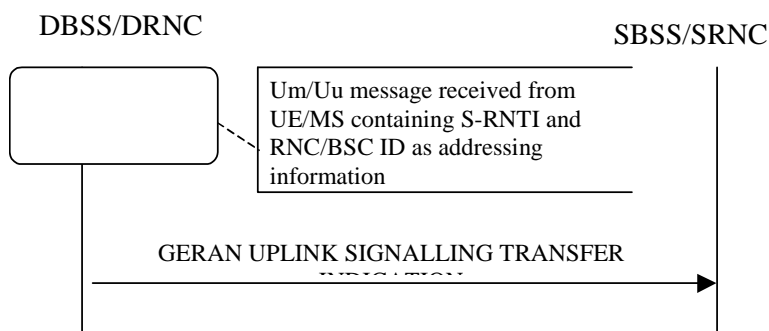 DBSS/DRNC
SBSS/SRNC
Um/Uu message received from
UE/MS containing S-RNTI and
RNC/BSC ID as addressing
information
GERAN UPLINK SIGNALLING TRANSFER
INDICATION